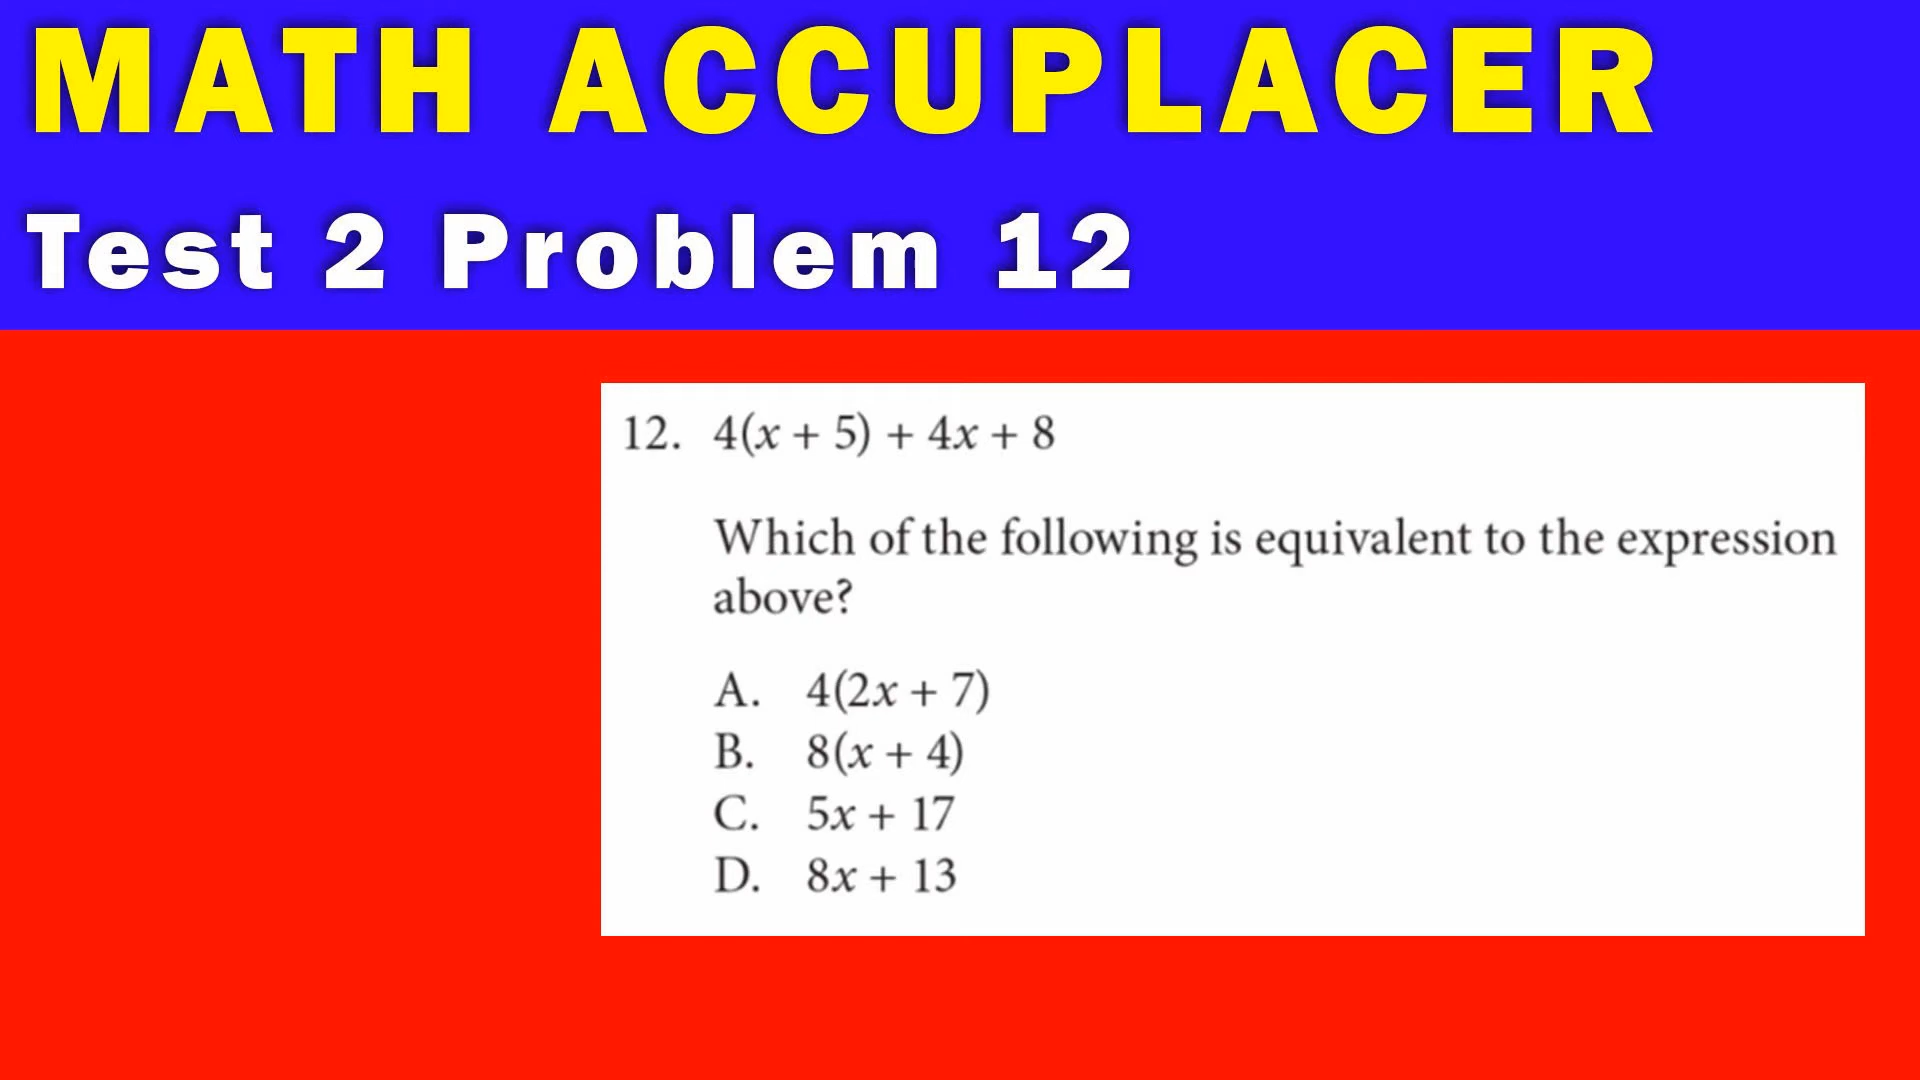 MATH ACCUPLACER
Test 2 Problem 12
12. 4(x + 5) + 4x + 8
Which of the following is equivalent to the expression
above?
A. 4(2x + 7)
B. 8(x + 4)
C. 5x + 17
D. 8x + 13